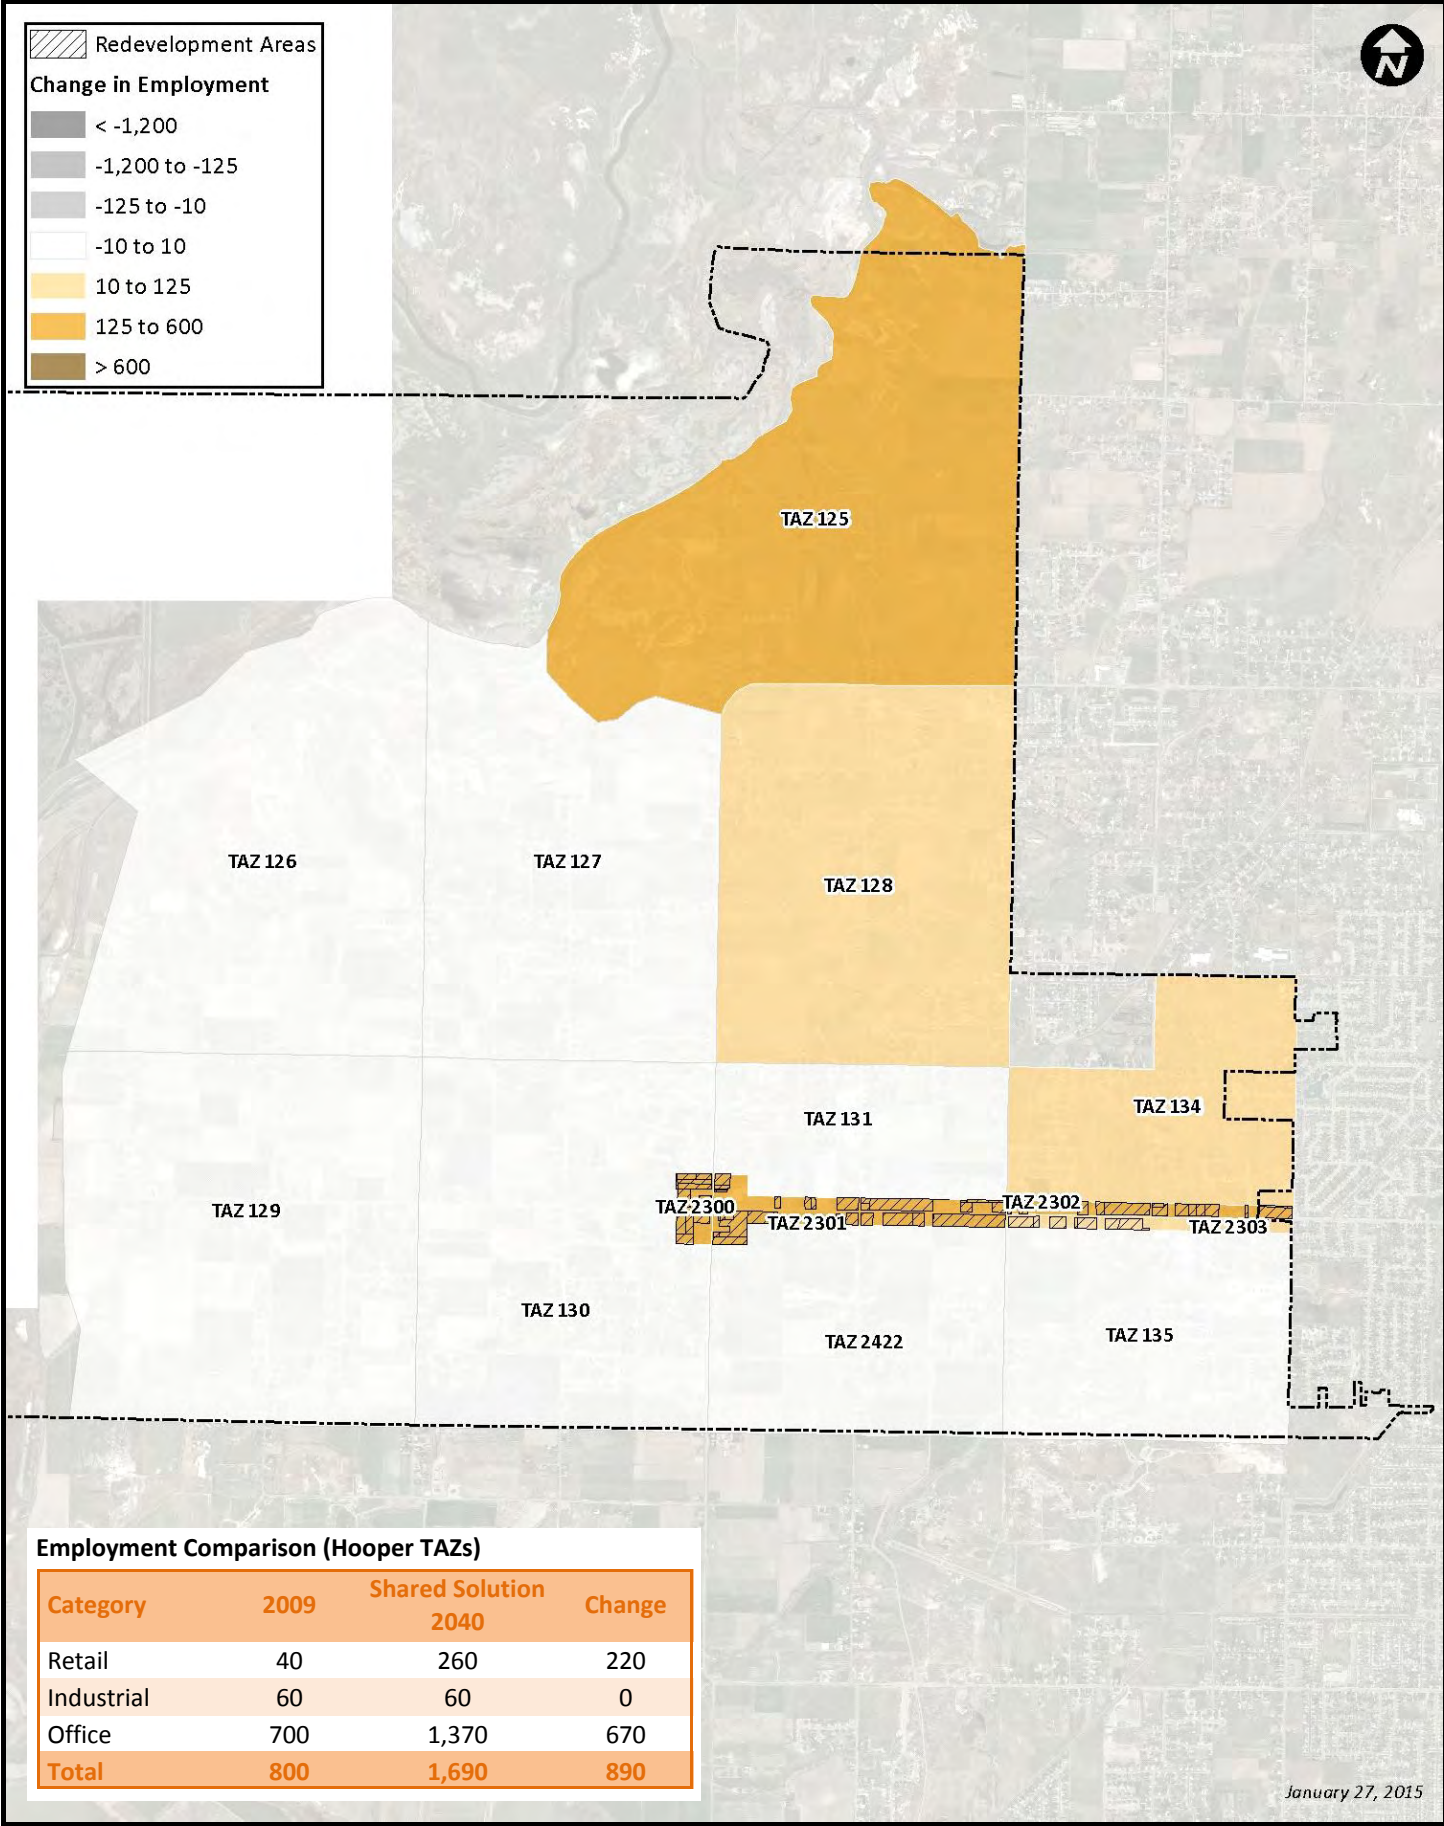 Redevelopment Areas
Change in Employment
< -1,200
-1,200 to -125
-125 to -10
-10 to 10
10 to 125
125 to 600
> 600
N
TAZ 125
TAZ 126
TAZ 127
TAZ 128
TAZ 134
TAZ 131
TAZ 129
TAZ 2300
TAZ 2301
TAZ 2302
TAZ 2303
TAZ 130
TAZ 2422
TAZ 135
Employment Comparison (Hooper TAZs)
Category 2009 Shared Solution 2040 Change
Retail 40 260 220
Industrial 60 60 0
Office 700 1,370 670
Total 800 1,690 890
January 27, 2015